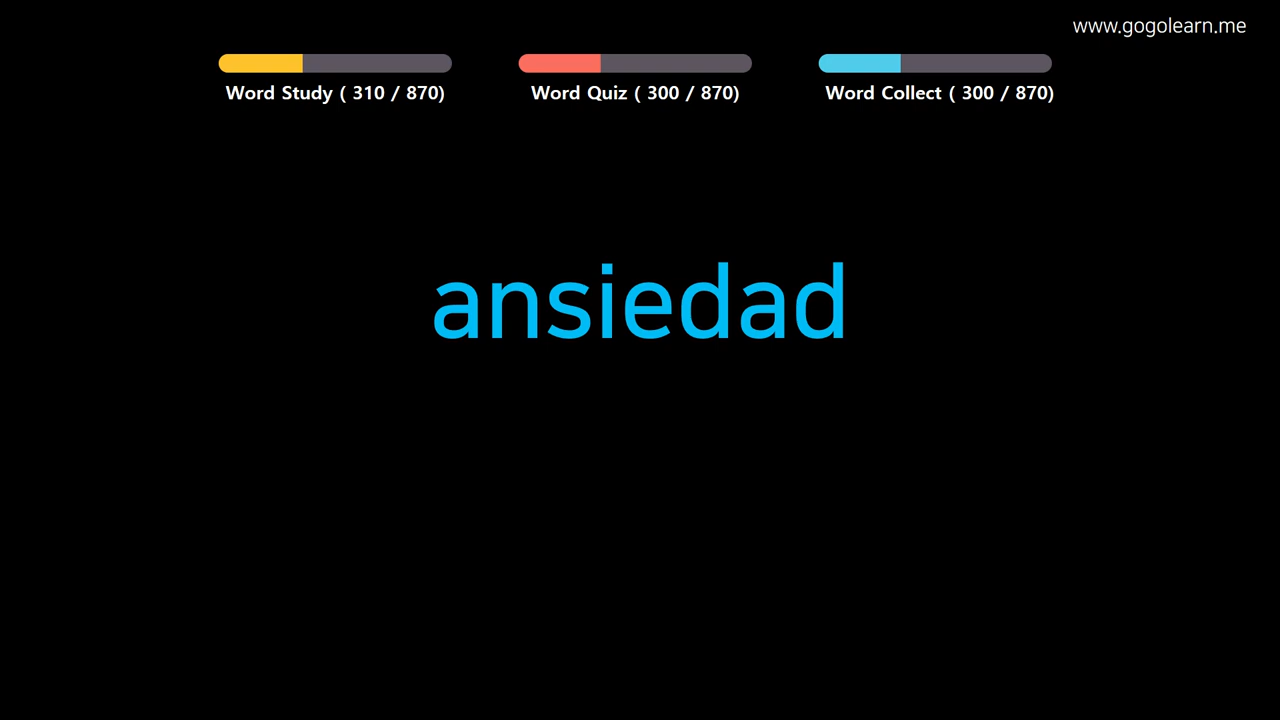 www.gogolearn.me
Word Study ( 310 / 870)
Word Quiz ( 300 / 870)
Word Collect ( 300 / 870)
ansiedad